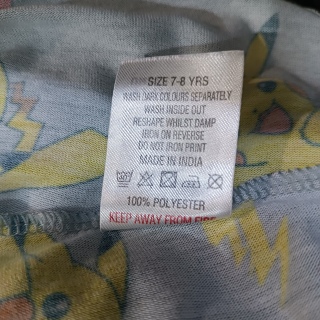 SIZE 7-8 YRS
WASH DARK COLOURS SEPARATELY
WASH INSIDE OUT
RESHAPE WHILST DAMP
IRON ON REVERSE
DO NOT IRON PRINT
MADE IN INDIA
100% POLYESTER
KEEP AWAY FROM FIRE